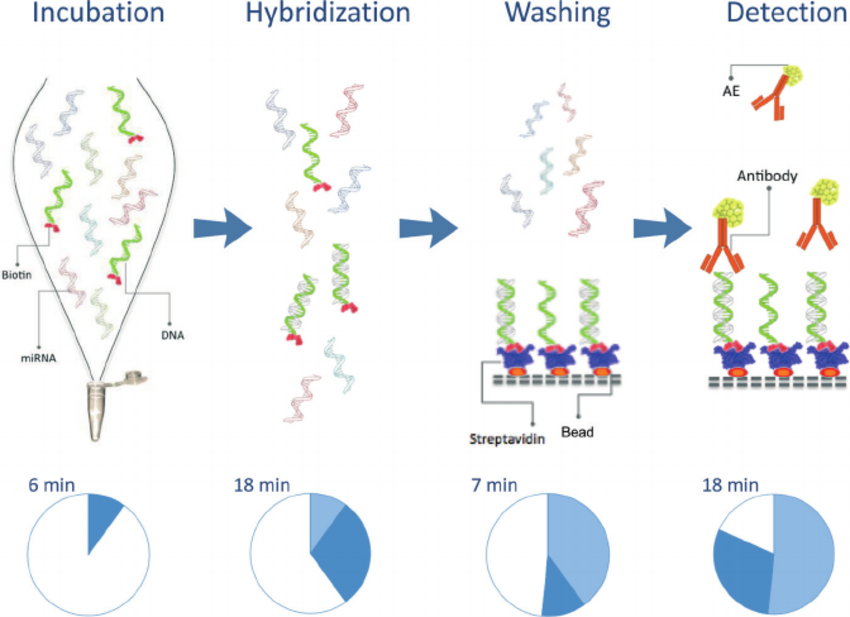 Incubation
Hybridization
Washing
Detection
AE
Antibody
Biotin
DNA
miRNA
Streptavidin
Bead
6 min
18 min
7 min
18 min